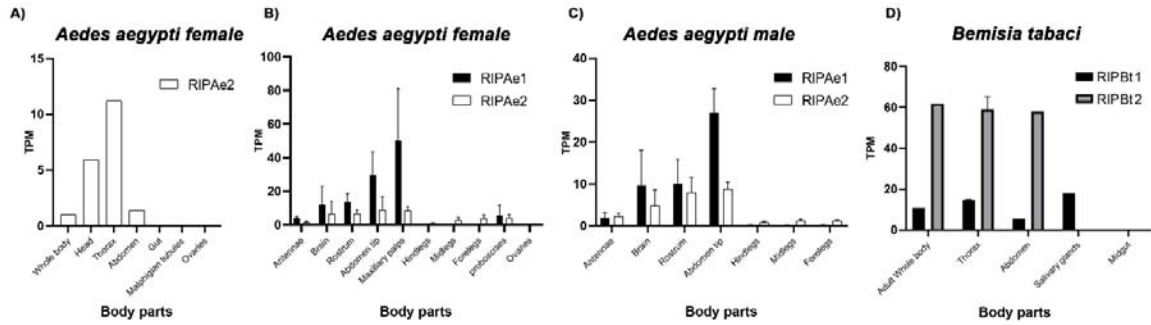 A)
Aedes aegypti female
TPM
15
10
5
0
RIPAe2
Whole body
Head
Thorax
Abdomen
Gut
Malphigian tubules
Ovaries
Body parts
B)
Aedes aegypti female
TPM
100
80
60
40
20
0
RIPAe1
RIPAe2
Antennae
Brain
Rostrum
Abdomen tip
Maxillary palps
Hindlegs
Midlegs
Forelegs
proboscises
Ovaries
Body parts
C)
Aedes aegypti male
TPM
40
30
20
10
0
RIPAe1
RIPAe2
Antennae
Brain
Rostrum
Abdomen tip
Hindlegs
Midlegs
Forelegs
Body parts
D)
Bemisia tabaci
TPM
80
60
40
20
0
RIPBt1
RIPBt2
Adult Whole body
Thorax
Abdomen
Salivary glands
Midgut
Body parts